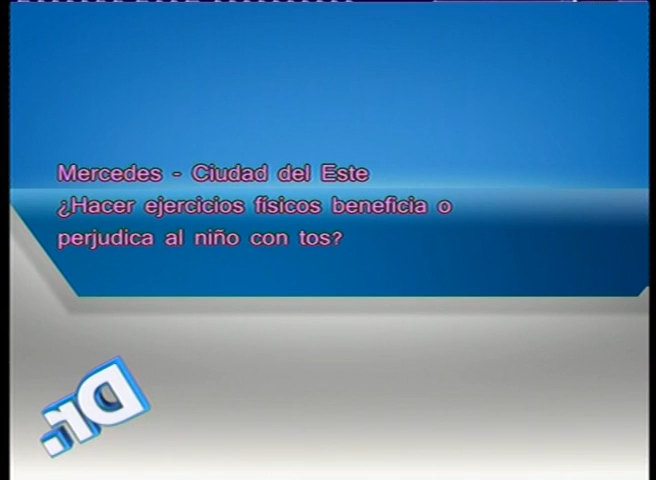 Mercedes - Ciudad del Este
¿Hacer ejercicios físicos beneficia o
perjudica al niño con tos?
Dr.